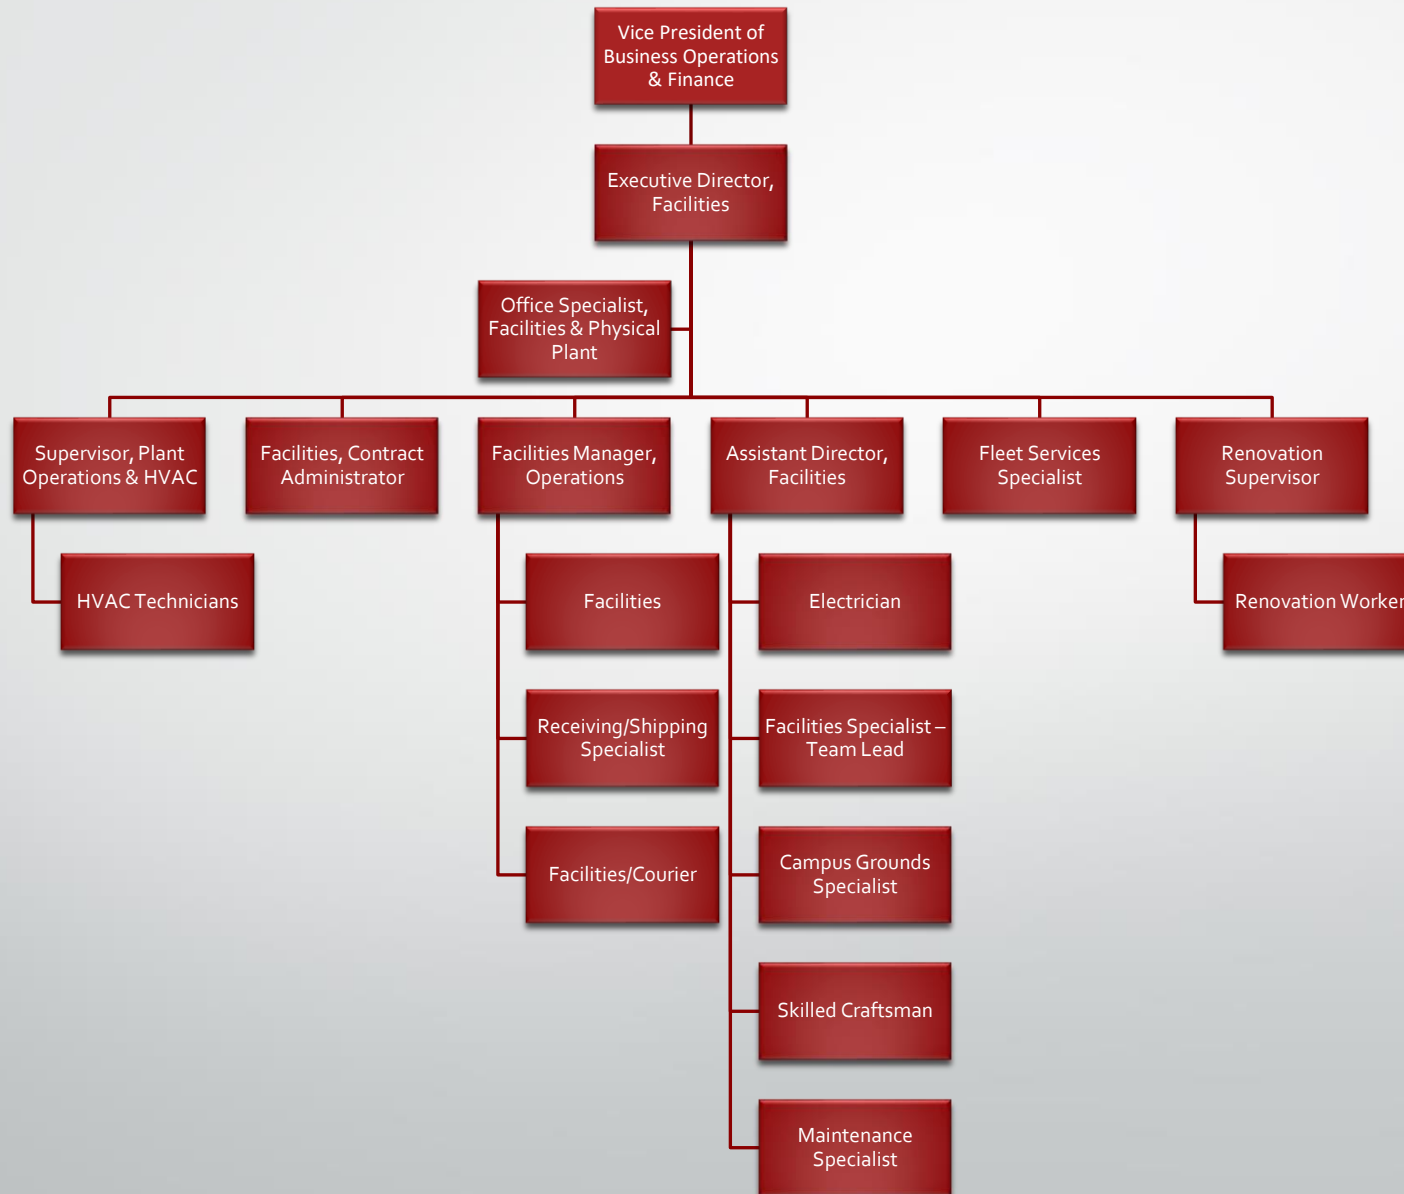 Vice President of
Business Operations
& Finance
Executive Director,
Facilities
Office Specialist,
Facilities & Physical
Plant
Supervisor, Plant
Operations & HVAC
Facilities, Contract
Administrator
Facilities Manager,
Operations
Assistant Director,
Facilities
Fleet Services
Specialist
Renovation
Supervisor
HVAC Technicians
Facilities
Electrician
Renovation Worker
Receiving/Shipping
Specialist
Facilities Specialist –
Team Lead
Facilities/Courier
Campus Grounds
Specialist
Skilled Craftsman
Maintenance
Specialist